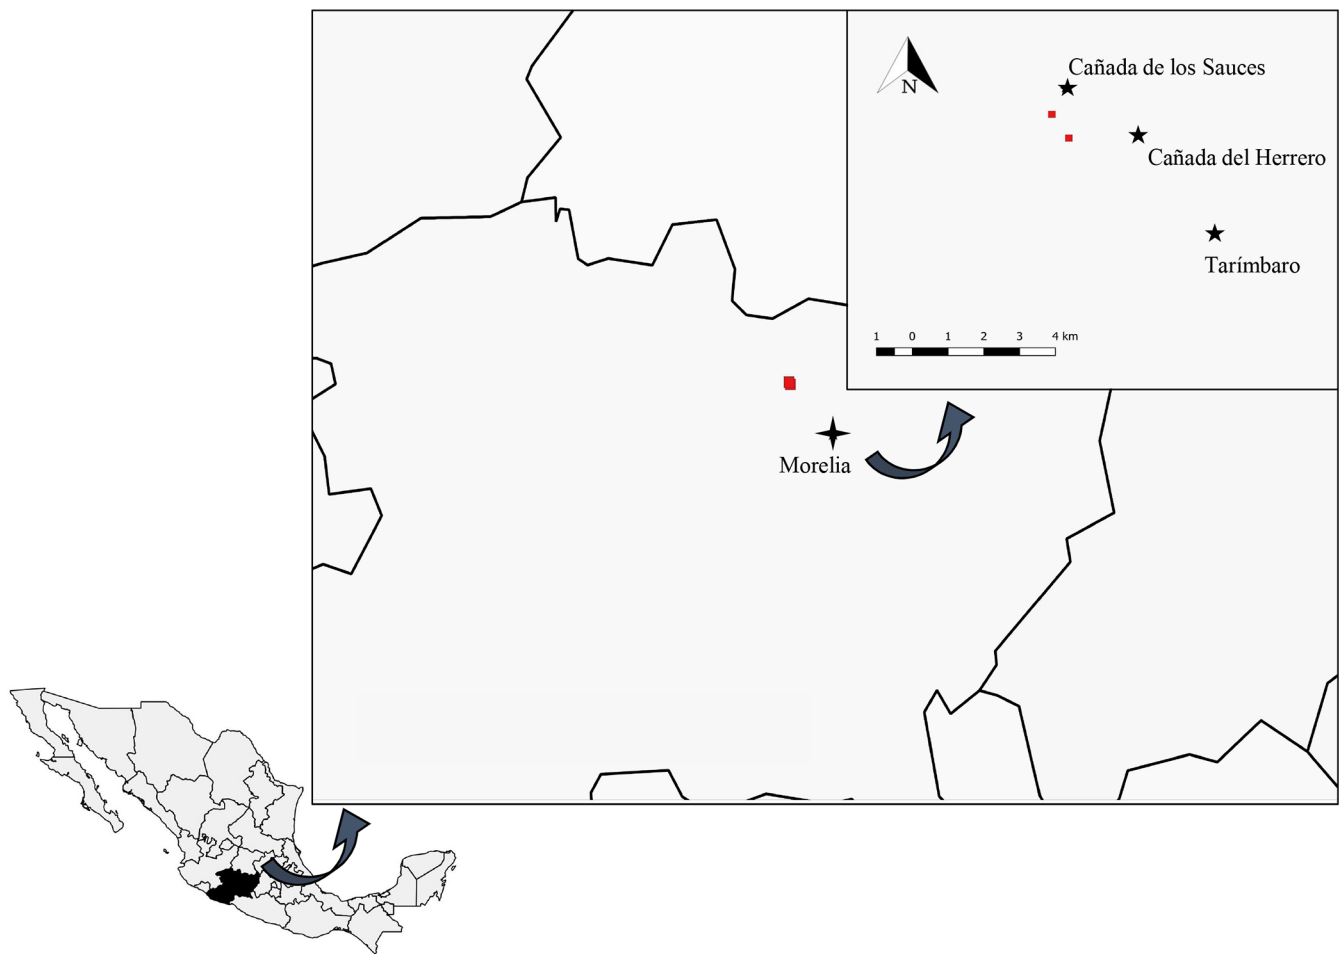 Cañada de los Sauces
N
Cañada del Herrero
Tarímbaro
1 0 1 2 3 4 km
Morelia